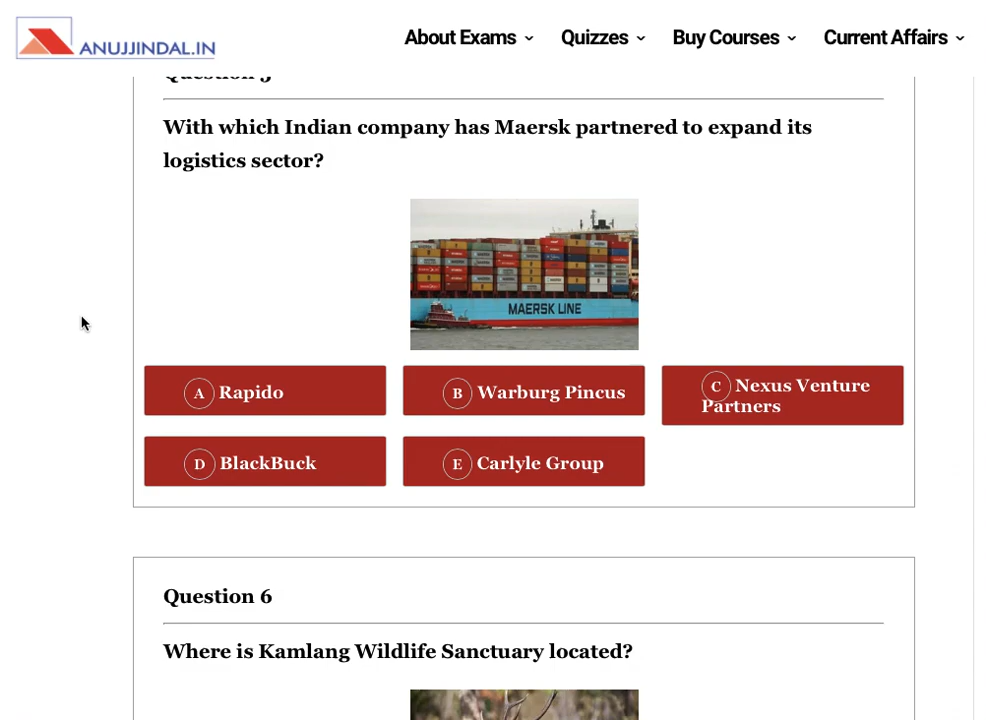 ANUJJINDAL.IN
About Exams
Quizzes
Buy Courses
Current Affairs
Question 5
With which Indian company has Maersk partnered to expand its
logistics sector?
MAERSK LINE
A Rapido
B Warburg Pincus
C Nexus Venture
Partners
D BlackBuck
E Carlyle Group
Question 6
Where is Kamlang Wildlife Sanctuary located?